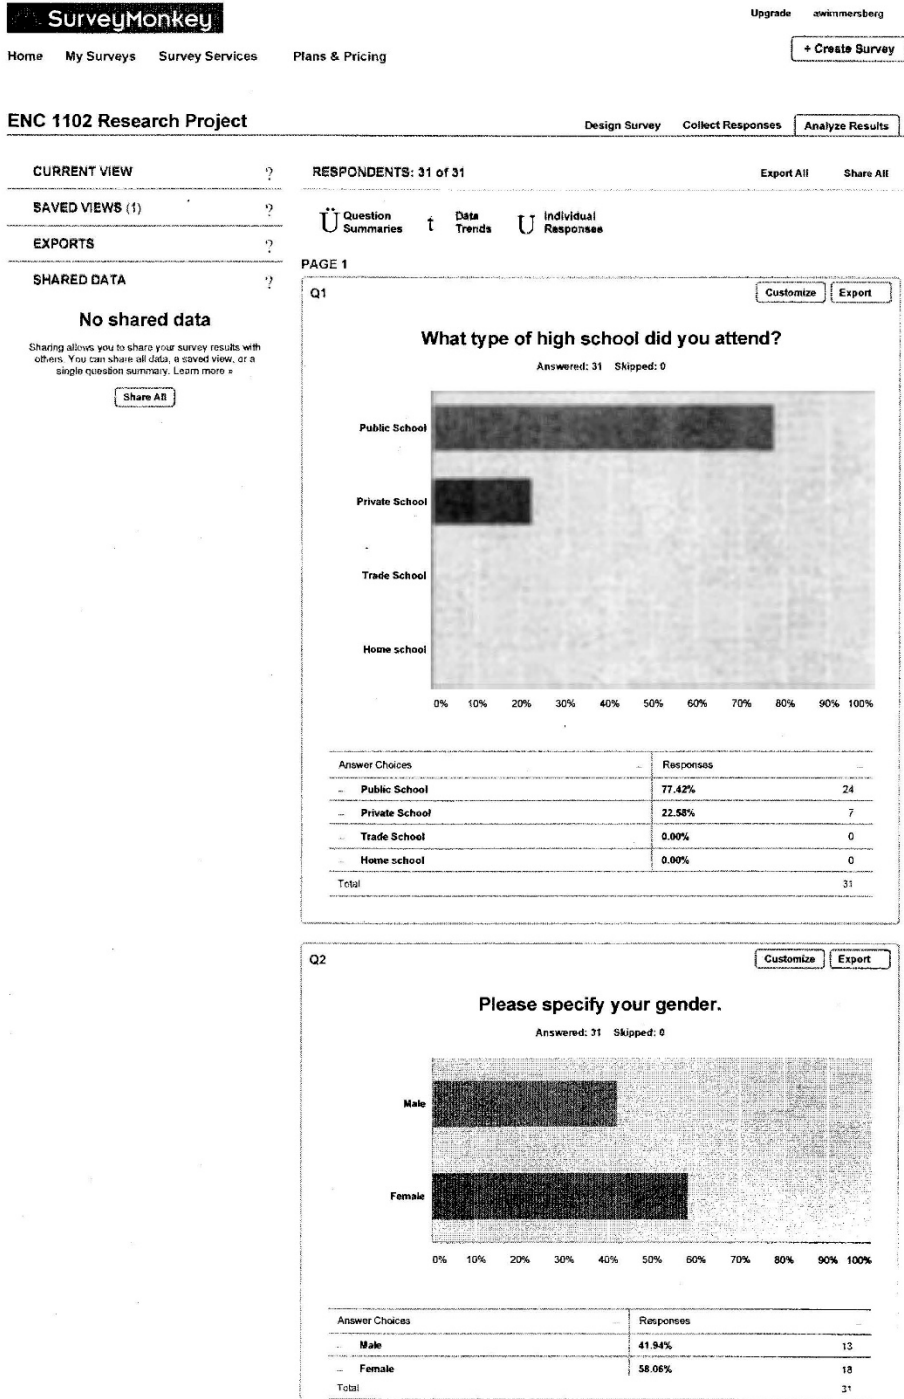 SurveyMonkey
Upgrade awimmersberg
Home My Surveys Survey Services Plans & Pricing
+ Create Survey
ENC 1102 Research Project
Design Survey Collect Responses Analyze Results
CURRENT VIEW ?
SAVED VIEWS (1) ?
EXPORTS ?
SHARED DATA ?
No shared data
Sharing allows you to share your survey results with
others. You can share all data, a saved view, or a
single question summary. Learn more »
Share All
RESPONDENTS: 31 of 31 Export All Share All
Ü Question Summaries t Data Trends U Individual Responses
PAGE 1
Q1 Customize Export
What type of high school did you attend?
Answered: 31 Skipped: 0
Public School
Private School
Trade School
Home school
0% 10% 20% 30% 40% 50% 60% 70% 80% 90% 100%
Answer Choices Responses
Public School 77.42% 24
Private School 22.58% 7
Trade School 0.00% 0
Home school 0.00% 0
Total 31
Q2 Customize Export
Please specify your gender.
Answered: 31 Skipped: 0
Male
Female
0% 10% 20% 30% 40% 50% 60% 70% 80% 90% 100%
Answer Choices Responses
Male 41.94% 13
Female 58.06% 18
Total 31